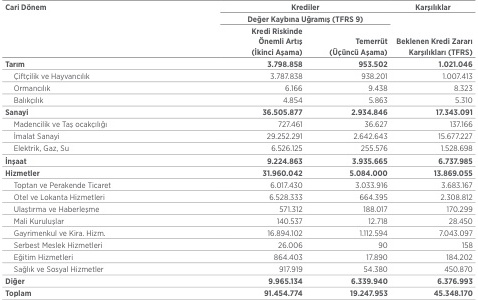 Cari Dönem Krediler Karşılıklar
Değer Kaybına Uğramış (TFRS 9)
Kredi Riskinde
Önemli Artış Temerrüt Beklenen Kredi Zararı
(İkinci Aşama) (Üçüncü Aşama) Karşılıkları (TFRS)
Tarım 3.798.858 953.502 1.021.046
Çiftçilik ve Hayvancılık 3.787.838 938.201 1.007.413
Ormancılık 6.166 9.438 8.323
Balıkçılık 4.854 5.863 5.310
Sanayi 36.505.877 2.934.846 17.343.091
Madencilik ve Taş ocakçılığı 727.461 36.627 137.166
İmalat Sanayi 29.252.291 2.642.643 15.677.227
Elektrik, Gaz, Su 6.526.125 255.576 1.528.698
İnşaat 9.224.863 3.935.665 6.737.985
Hizmetler 31.960.042 5.084.000 13.869.055
Toptan ve Perakende Ticaret 6.017.430 3.033.916 3.683.167
Otel ve Lokanta Hizmetleri 6.528.333 664.395 2.308.812
Ulaştırma ve Haberleşme 571.312 188.017 170.299
Mali Kuruluşlar 140.537 12.718 28.450
Gayrimenkul ve Kira. Hizm. 16.894.102 1.112.594 7.043.097
Serbest Meslek Hizmetleri 26.006 90 158
Eğitim Hizmetleri 864.403 17.890 184.202
Sağlık ve Sosyal Hizmetler 917.919 54.380 450.870
Diğer 9.965.134 6.339.940 6.376.993
Toplam 91.454.774 19.247.953 45.348.170